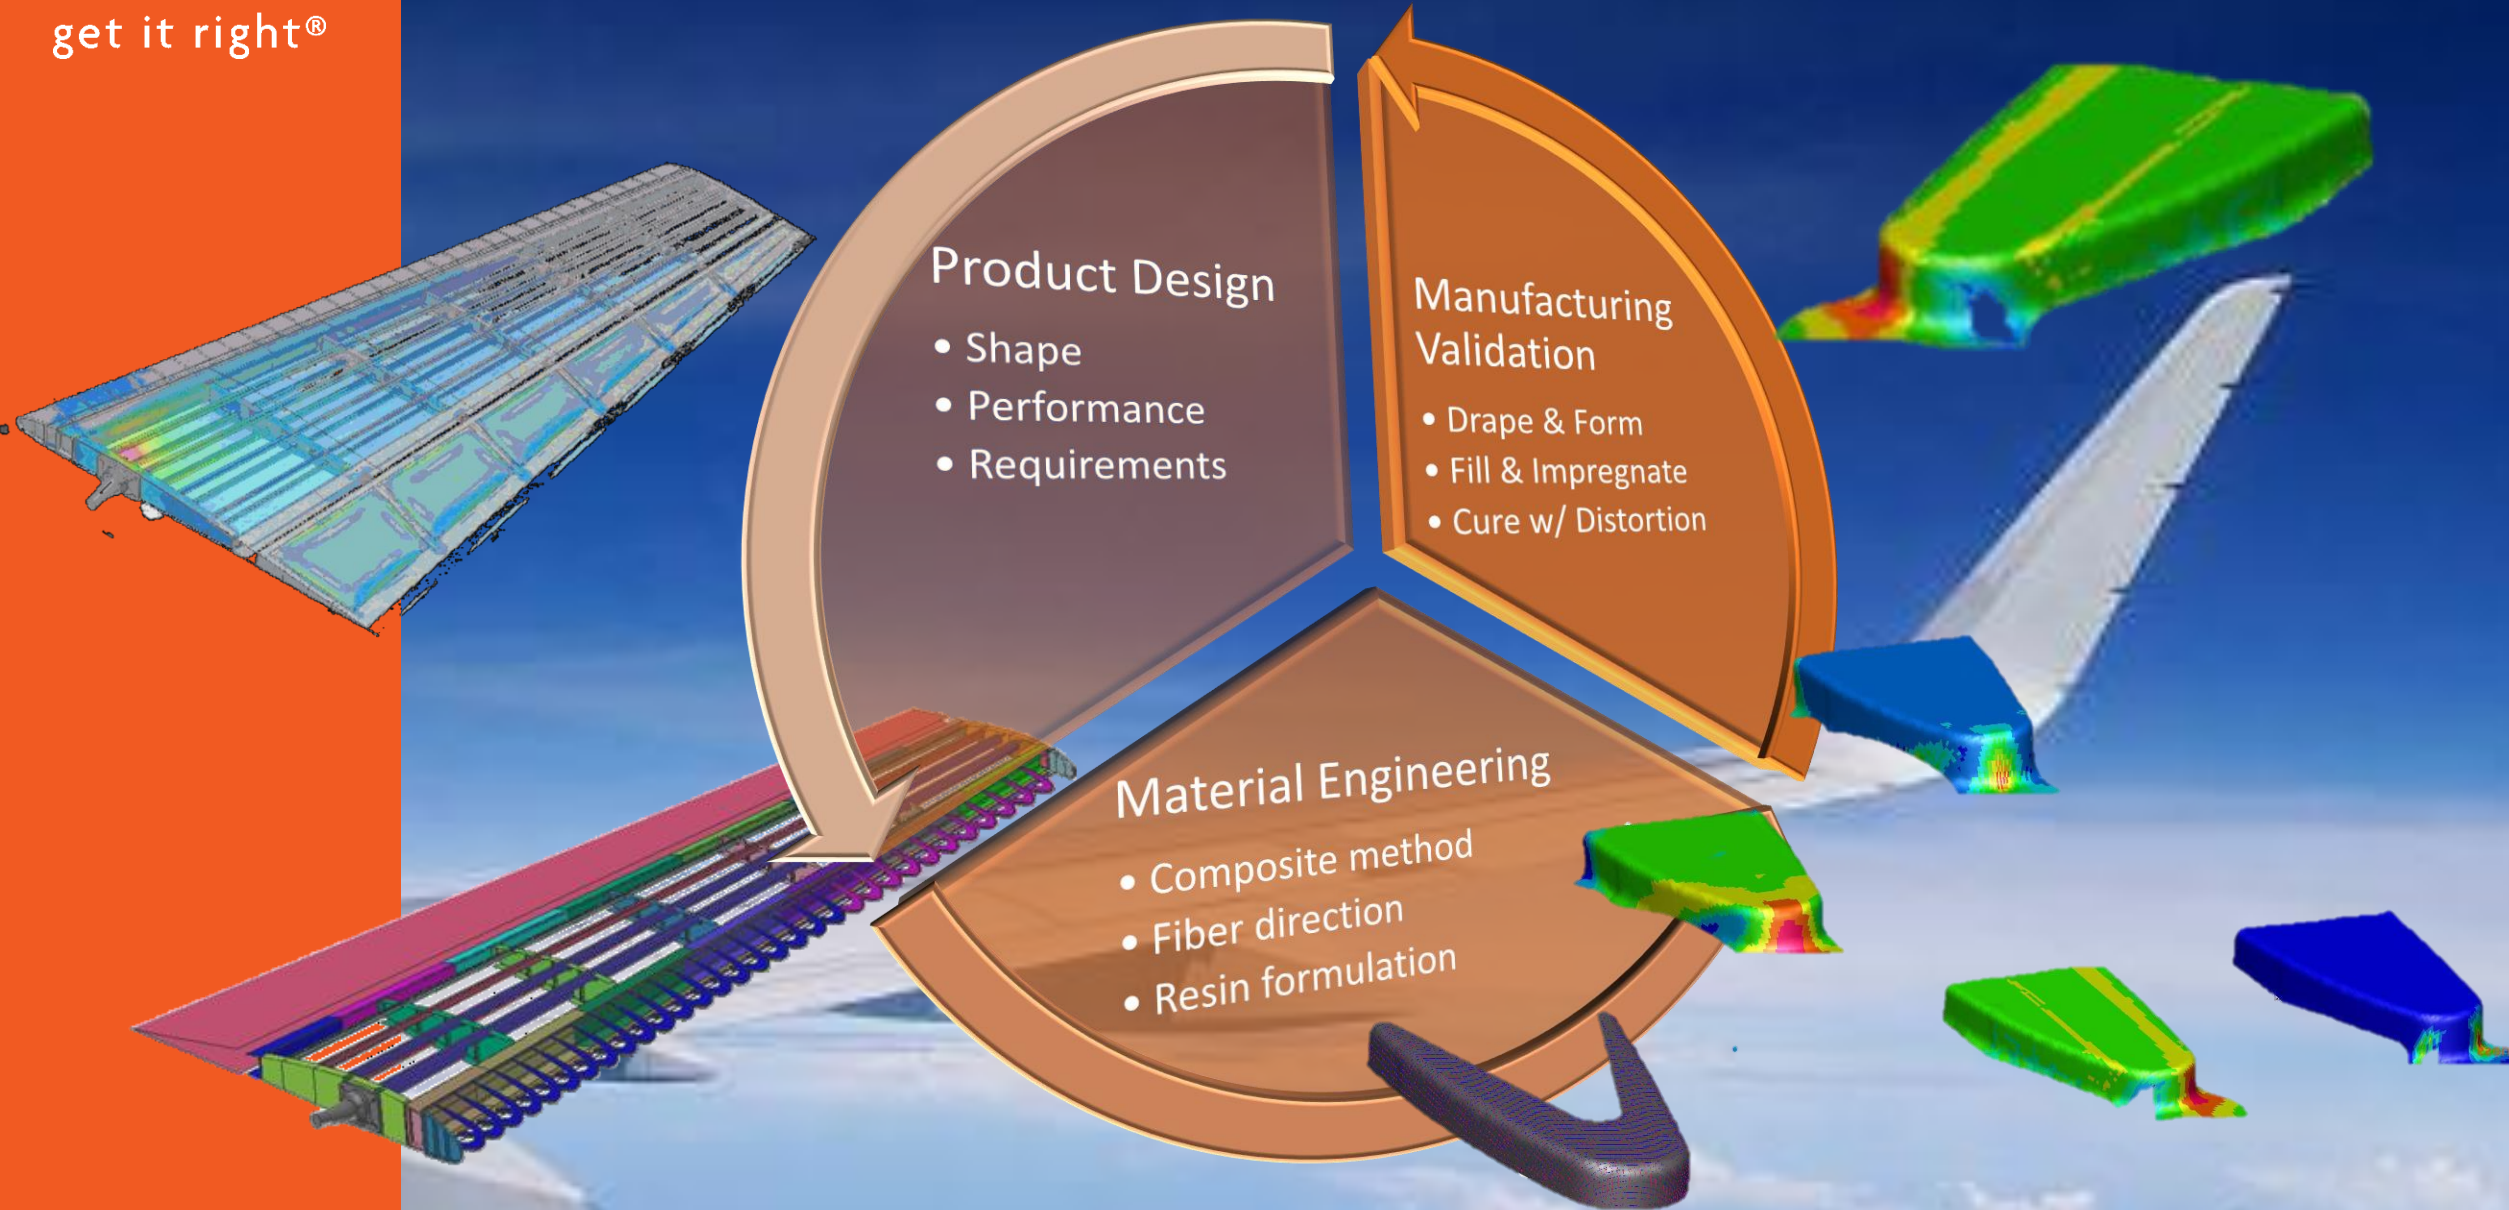 get it right®
Product Design
• Shape
• Performance
• Requirements
Manufacturing
Validation
• Drape & Form
• Fill & Impregnate
• Cure w/ Distortion
Material Engineering
• Composite method
• Fiber direction
• Resin formulation